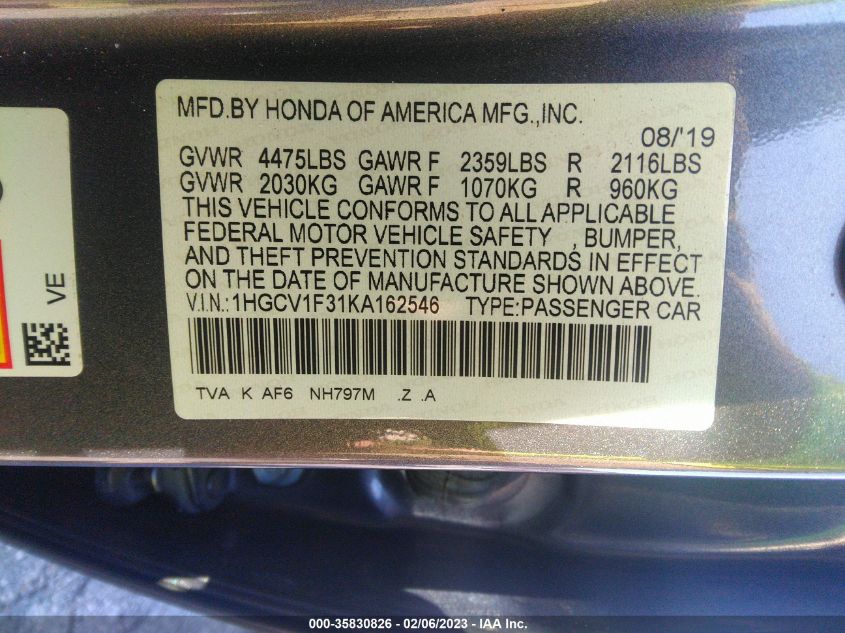 MFD.BY HONDA OF AMERICA MFG.,INC.
08/'19
GVWR 4475LBS GAWR F 2359LBS R 2116LBS
GVWR 2030KG GAWR F 1070KG R 960KG
THIS VEHICLE CONFORMS TO ALL APPLICABLE
FEDERAL MOTOR VEHICLE SAFETY , BUMPER,
AND THEFT PREVENTION STANDARDS IN EFFECT
ON THE DATE OF MANUFACTURE SHOWN ABOVE.
V.I.N.:1HGCV1F31KA162546 TYPE:PASSENGER CAR
TVA K AF6 NH797M .Z .A
VE
000-35830826 - 02/06/2023 - © IAA Inc.